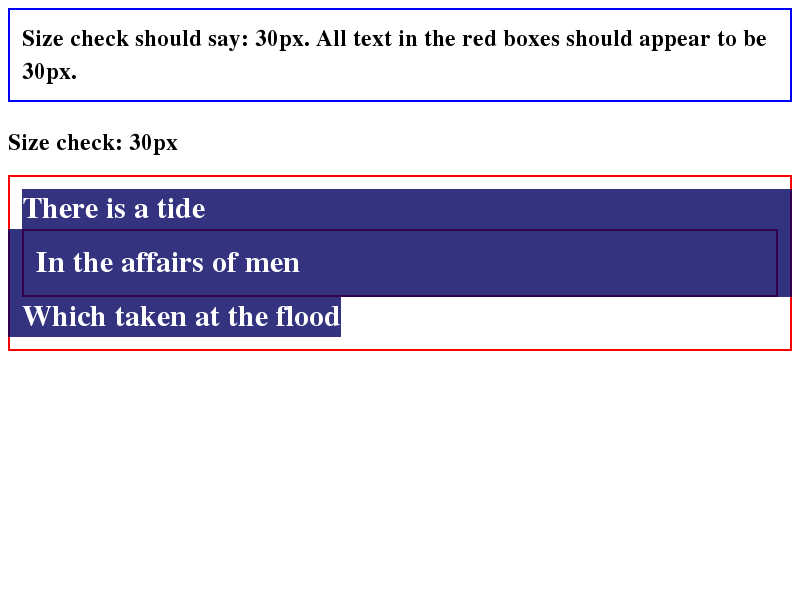 Size check should say: 30px. All text in the red boxes should appear to be
30px.
Size check: 30px
There is a tide
In the affairs of men
Which taken at the flood